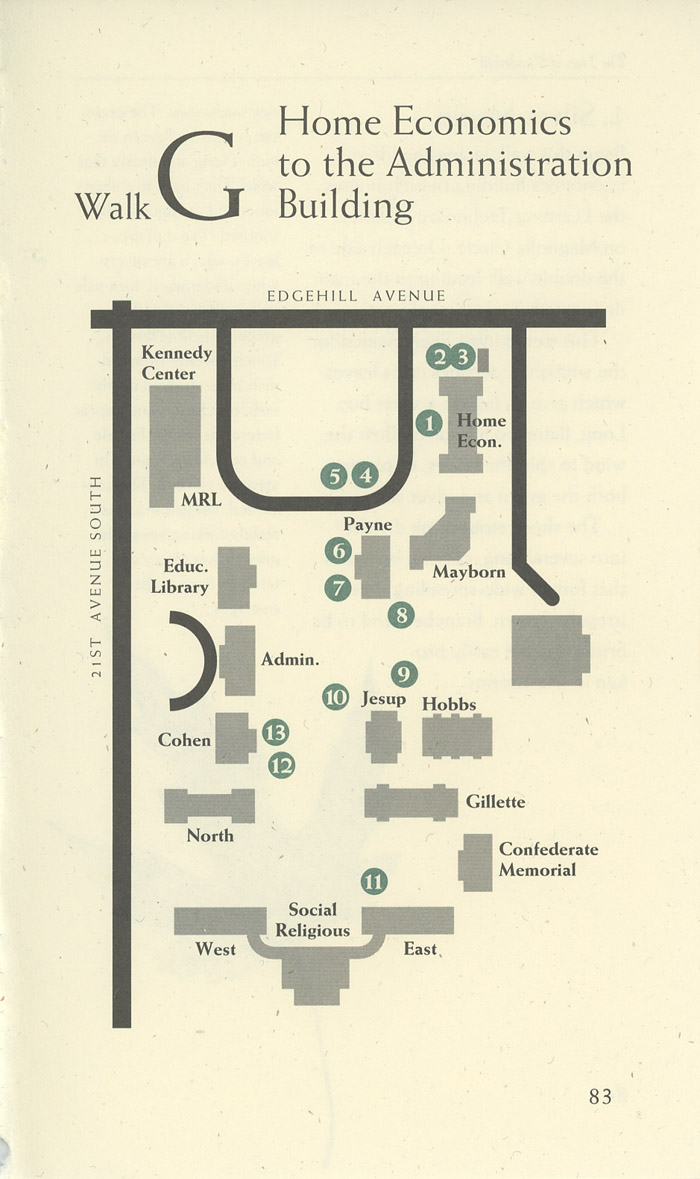 Walk G
Home Economics
to the Administration
Building
EDGEHILL AVENUE
Kennedy
Center
2 3
1
Home
Econ.
5 4
MRL
21ST AVENUE SOUTH
Payne
6
Educ.
Library
Mayborn
7
8
Admin.
9
10
Jesup
Hobbs
Cohen
13
12
Gillette
North
Confederate
Memorial
11
Social
Religious
West
East
83